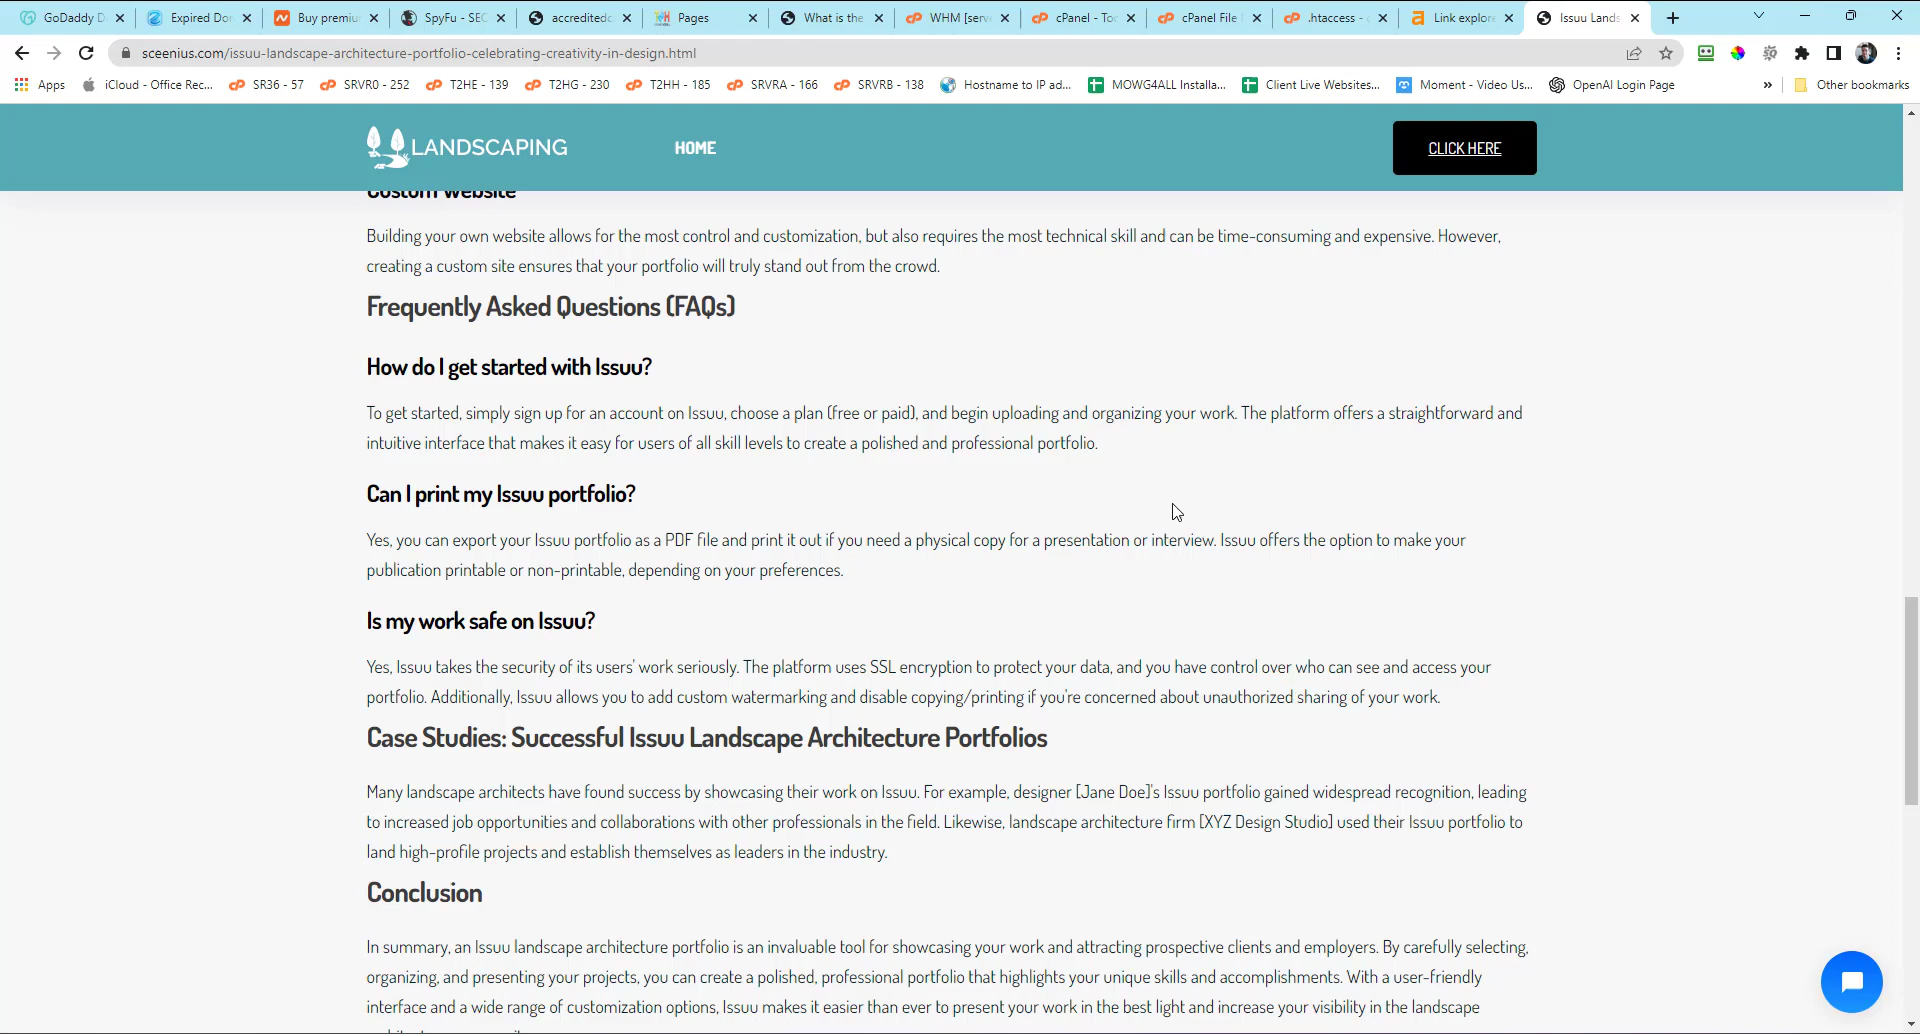 GoDaddy D
Expired Do
Buy premiu
SpyFu - SEO
accreditedc
Pages
What is the
WHM [serv
cPanel - Too
cPanel File
.htaccess - c
Link explore
Issuu Lands
sceenius.com/issuu-landscape-architecture-portfolio-celebrating-creativity-in-design.html
Apps
iCloud - Office Rec...
SR36 - 57
SRVR0 - 252
T2HE - 139
T2HG - 230
T2HH - 185
SRVRA - 166
SRVRB - 138
Hostname to IP ad...
MOWG4ALL Installa...
Client Live Websites...
Moment - Video Us...
OpenAI Login Page
»
Other bookmarks
LANDSCAPING
HOME
CLICK HERE
Custom Website
Building your own website allows for the most control and customization, but also requires the most technical skill and can be time-consuming and expensive. However,
creating a custom site ensures that your portfolio will truly stand out from the crowd.
Frequently Asked Questions (FAQs)
How do I get started with Issuu?
To get started, simply sign up for an account on Issuu, choose a plan (free or paid), and begin uploading and organizing your work. The platform offers a straightforward and
intuitive interface that makes it easy for users of all skill levels to create a polished and professional portfolio.
Can I print my Issuu portfolio?
Yes, you can export your Issuu portfolio as a PDF file and print it out if you need a physical copy for a presentation or interview. Issuu offers the option to make your
publication printable or non-printable, depending on your preferences.
Is my work safe on Issuu?
Yes, Issuu takes the security of its users' work seriously. The platform uses SSL encryption to protect your data, and you have control over who can see and access your
portfolio. Additionally, Issuu allows you to add custom watermarking and disable copying/printing if you're concerned about unauthorized sharing of your work.
Case Studies: Successful Issuu Landscape Architecture Portfolios
Many landscape architects have found success by showcasing their work on Issuu. For example, designer [Jane Doe]'s Issuu portfolio gained widespread recognition, leading
to increased job opportunities and collaborations with other professionals in the field. Likewise, landscape architecture firm [XYZ Design Studio] used their Issuu portfolio to
land high-profile projects and establish themselves as leaders in the industry.
Conclusion
In summary, an Issuu landscape architecture portfolio is an invaluable tool for showcasing your work and attracting prospective clients and employers. By carefully selecting,
organizing, and presenting your projects, you can create a polished, professional portfolio that highlights your unique skills and accomplishments. With a user-friendly
interface and a wide range of customization options, Issuu makes it easier than ever to present your work in the best light and increase your visibility in the landscape